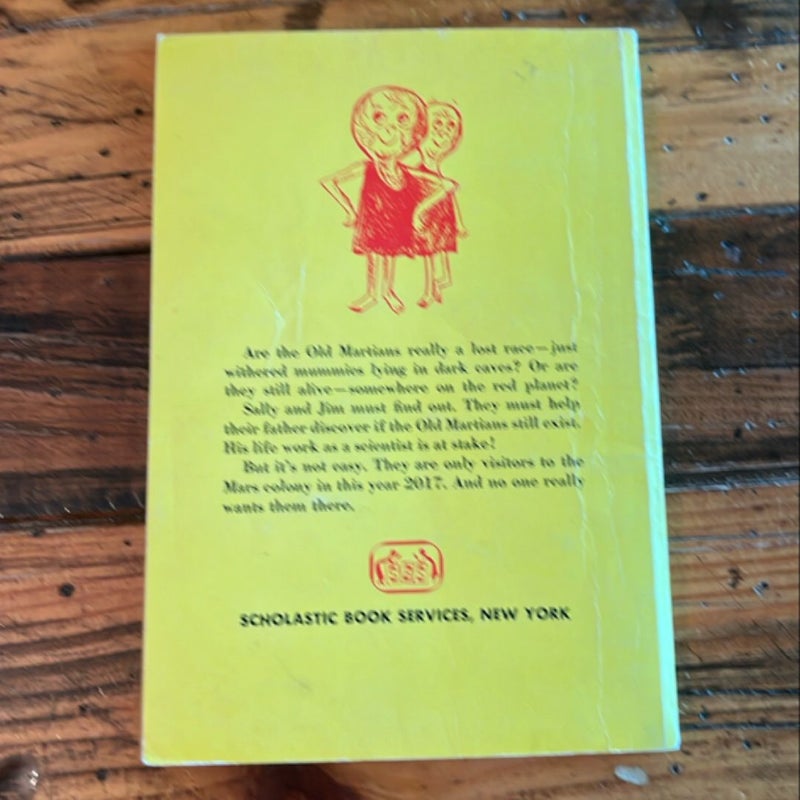 Are the Old Martians really a lost race—just
withered mummies lying in dark caves? Or are
they still alive—somewhere on the red planet?
Sally and Jim must find out. They must help
their father discover if the Old Martians still exist.
His life work as a scientist is at stake!
But it's not easy. They are only visitors to the
Mars colony in this year 2017. And no one really
wants them there.
SBS
SCHOLASTIC BOOK SERVICES, NEW YORK